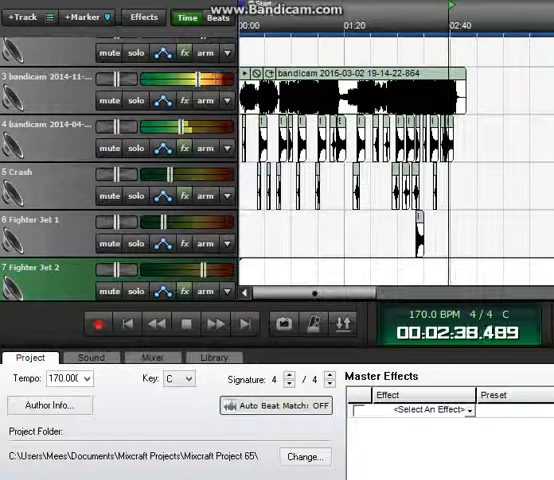 www.Bandicam.com
+Track +Marker Effects Time Beats
Start
00:00 01:20 02:40
mute solo fx arm
3 bandicam 2014-11-... bandicam 2015-03-02 19-14-22-864
mute solo fx arm
4 bandicam 2014-04-...
mute solo fx arm
5 Crash
mute solo fx arm
6 Fighter Jet 1
mute solo fx arm
7 Fighter Jet 2
mute solo fx arm
170.0 BPM 4 / 4 C
00:02:38.489
Project Sound Mixer Library
Tempo: 170.000 Key: C Signature: 4 / 4 Master Effects
Effect Preset
Author Info... Auto Beat Match: OFF <Select An Effect>
Project Folder:
C:\Users\Mees\Documents\Mixcraft Projects\Mixcraft Project 65\ Change...